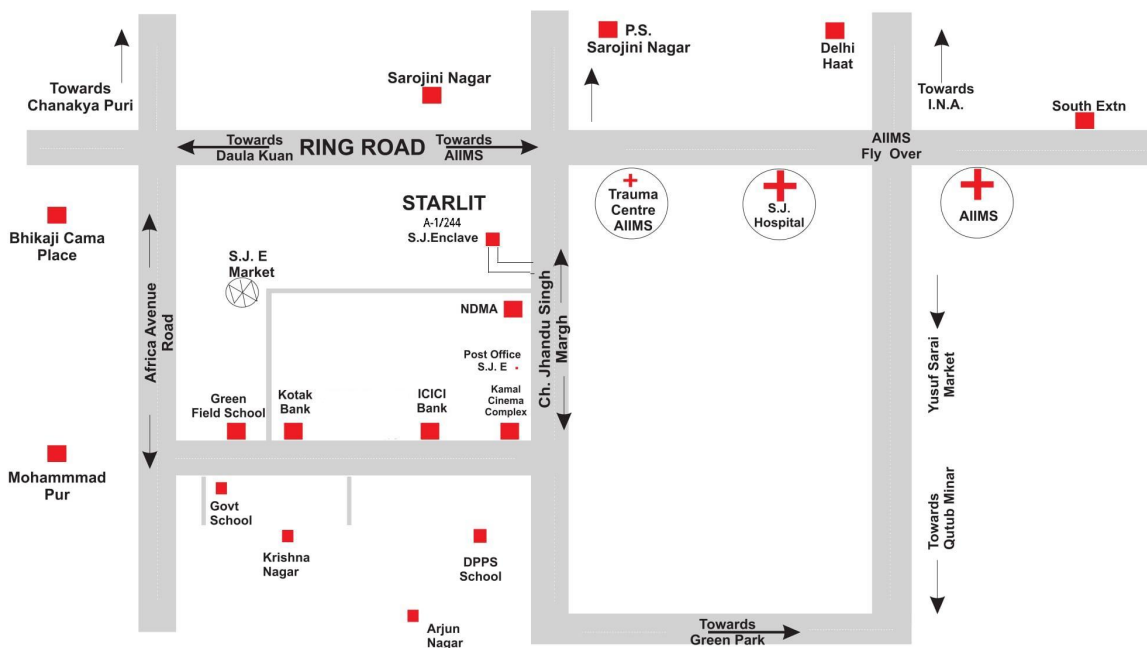 P.S.
Sarojini Nagar
Delhi
Haat
Towards
Chanakya Puri
Sarojini Nagar
Towards
I.N.A.
South Extn
Towards
Daula Kuan
RING ROAD
Towards
AIIMS
AIIMS
Fly Over
Bhikaji Cama
Place
STARLIT
A-1/244
S.J.Enclave
Trauma
Centre
AIIMS
S.J.
Hospital
AIIMS
S.J. E
Market
NDMA
Africa Avenue
Road
Ch. Jhandu Singh
Margh
Post Office
S.J. E
Yusuf Sarai
Market
Green
Field School
Kotak
Bank
ICICI
Bank
Kamal
Cinema
Complex
Mohammmad
Pur
Govt
School
Krishna
Nagar
DPPS
School
Towards
Qutub Minar
Arjun
Nagar
Towards
Green Park